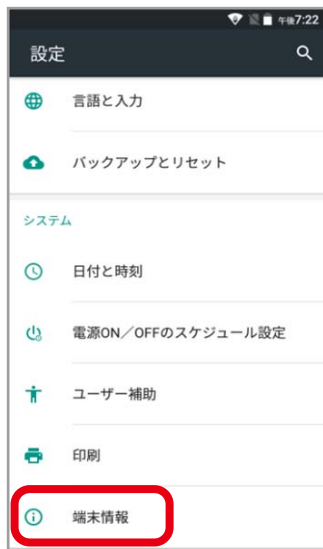 午後7:22
設定
言語と入力
バックアップとリセット
システム
日付と時刻
電源ON／OFFのスケジュール設定
ユーザー補助
印刷
端末情報